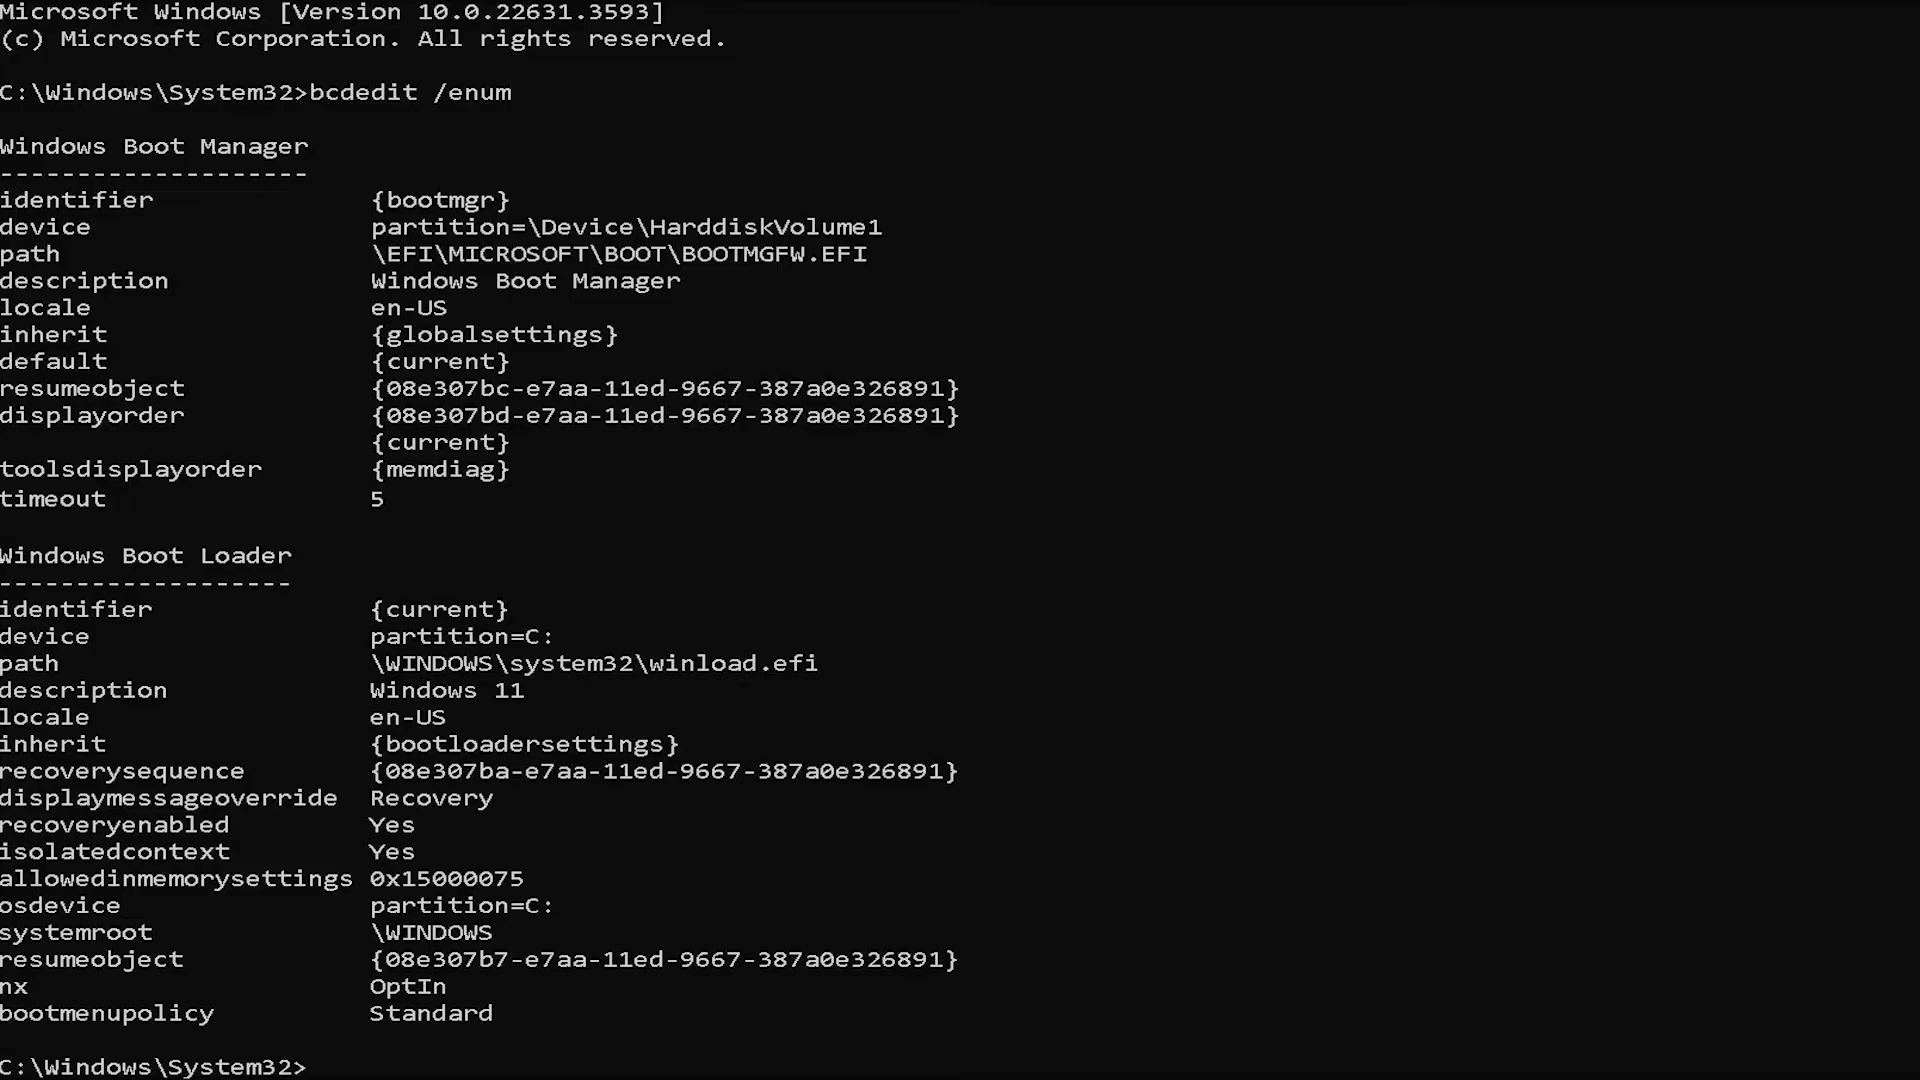 Microsoft Windows [Version 10.0.22631.3593]
(c) Microsoft Corporation. All rights reserved.
C:\Windows\System32>bcdedit /enum
Windows Boot Manager
--------------------
identifier              {bootmgr}
device                  partition=\Device\HarddiskVolume1
path                    \EFI\MICROSOFT\BOOT\BOOTMGFW.EFI
description             Windows Boot Manager
locale                  en-US
inherit                 {globalsettings}
default                 {current}
resumeobject            {08e307bc-e7aa-11ed-9667-387a0e326891}
displayorder            {08e307bd-e7aa-11ed-9667-387a0e326891}
                        {current}
toolsdisplayorder       {memdiag}
timeout                 5
Windows Boot Loader
-------------------
identifier              {current}
device                  partition=C:
path                    \WINDOWS\system32\winload.efi
description             Windows 11
locale                  en-US
inherit                 {bootloadersettings}
recoverysequence        {08e307ba-e7aa-11ed-9667-387a0e326891}
displaymessageoverride  Recovery
recoveryenabled         Yes
isolatedcontext         Yes
allowedinmemorysettings 0x15000075
osdevice                partition=C:
systemroot              \WINDOWS
resumeobject            {08e307b7-e7aa-11ed-9667-387a0e326891}
nx                      OptIn
bootmenupolicy          Standard
C:\Windows\System32>